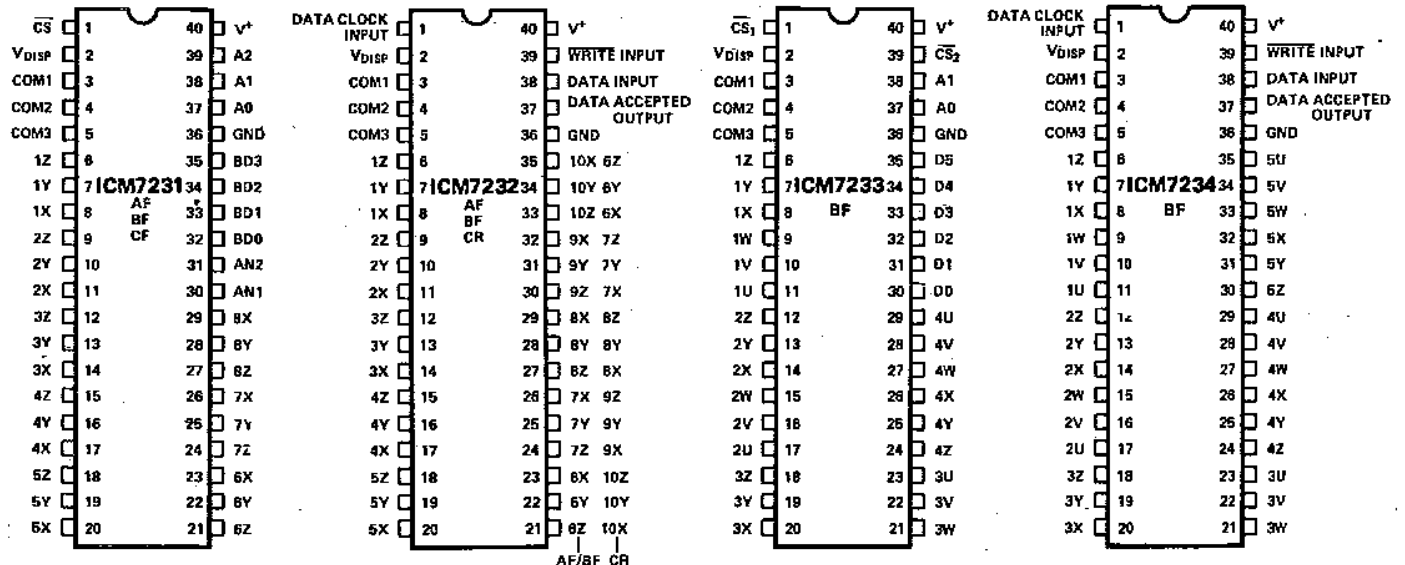 CS 1 40 V+
VDISP 2 39 A2
COM1 3 38 A1
COM2 4 37 A0
COM3 5 36 GND
1Z 6 35 BD3
1Y 7 ICM7231 34 BD2
1X 8 AF 33 BD1
BF
2Z 9 CF 32 BD0
2Y 10 31 AN2
2X 11 30 AN1
3Z 12 29 8X
3Y 13 28 8Y
3X 14 27 8Z
4Z 15 26 7X
4Y 16 25 7Y
4X 17 24 7Z
5Z 18 23 6X
5Y 19 22 6Y
5X 20 21 6Z
DATA CLOCK
INPUT 1 40 V+
VDISP 2 39 WRITE INPUT
COM1 3 38 DATA INPUT
COM2 4 37 DATA ACCEPTED
OUTPUT
COM3 5 36 GND
1Z 6 35 10X 6Z
1Y 7 ICM7232 34 10Y 6Y
1X 8 AF 33 10Z 6X
BF
2Z 9 CR 32 9X 7Z
2Y 10 31 9Y 7Y
2X 11 30 9Z 7X
3Z 12 29 8X 8Z
3Y 13 28 8Y 8Y
3X 14 27 8Z 8X
4Z 15 26 7X 9Z
4Y 16 25 7Y 9Y
4X 17 24 7Z 9X
5Z 18 23 6X 10Z
5Y 19 22 6Y 10Y
5X 20 21 6Z 10X
AF/BF CR
CS1 1 40 V+
VDISP 2 39 CS2
COM1 3 38 A1
COM2 4 37 A0
COM3 5 36 GND
1Z 6 35 D5
1Y 7 ICM7233 34 D4
1X 8 BF 33 D3
1W 9 32 D2
1V 10 31 D1
1U 11 30 D0
2Z 12 29 4U
2Y 13 28 4V
2X 14 27 4W
2W 15 26 4X
2V 16 25 4Y
2U 17 24 4Z
3Z 18 23 3U
3Y 19 22 3V
3X 20 21 3W
DATA CLOCK
INPUT 1 40 V+
VDISP 2 39 WRITE INPUT
COM1 3 38 DATA INPUT
COM2 4 37 DATA ACCEPTED
OUTPUT
COM3 5 36 GND
1Z 6 35 5U
1Y 7 ICM7234 34 5V
1X 8 BF 33 5W
1W 9 32 5X
1V 10 31 5Y
1U 11 30 5Z
2Z 12 29 4U
2Y 13 28 4V
2X 14 27 4W
2W 15 26 4X
2V 16 25 4Y
2U 17 24 4Z
3Z 18 23 3U
3Y 19 22 3V
3X 20 21 3W